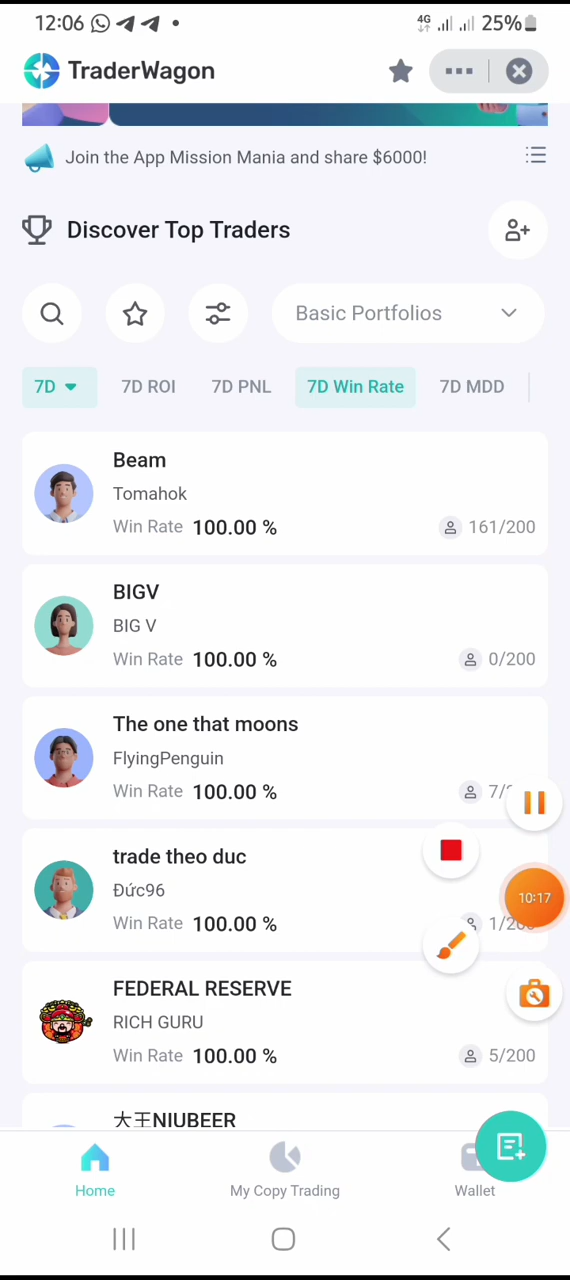 12:06 4G 25%
TraderWagon
Join the App Mission Mania and share $6000!
Discover Top Traders
Basic Portfolios
7D 7D ROI 7D PNL 7D Win Rate 7D MDD
Beam
Tomahok
Win Rate 100.00 % 161/200
BIGV
BIG V
Win Rate 100.00 % 0/200
The one that moons
FlyingPenguin
Win Rate 100.00 % 7/
trade theo duc
Đức96
Win Rate 100.00 % 1/20
10:17
FEDERAL RESERVE
RICH GURU
Win Rate 100.00 % 5/200
大王NIUBEER
Home My Copy Trading Wallet